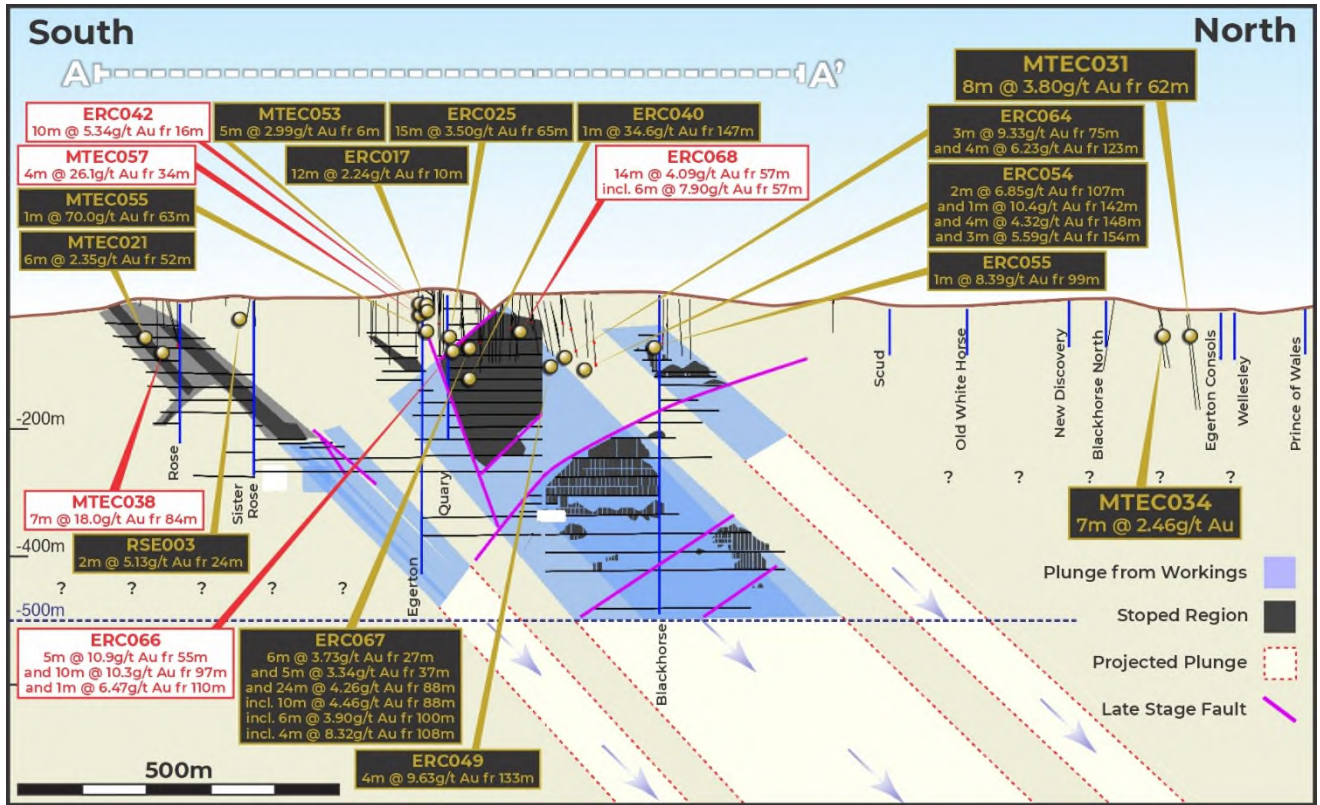 South
North
A
A'
MTEC031
8m @ 3.80g/t Au fr 62m
ERC042
10m @ 5.34g/t Au fr 16m
MTEC053
5m @ 2.99g/t Au fr 6m
ERC025
15m @ 3.50g/t Au fr 65m
ERC040
1m @ 34.6g/t Au fr 147m
ERC064
3m @ 9.33g/t Au fr 75m
and 4m @ 6.23g/t Au fr 123m
MTEC057
4m @ 26.1g/t Au fr 34m
ERC017
12m @ 2.24g/t Au fr 10m
ERC068
14m @ 4.09g/t Au fr 57m
incl. 6m @ 7.90g/t Au fr 57m
ERC054
2m @ 6.85g/t Au fr 107m
and 1m @ 10.4g/t Au fr 142m
and 4m @ 4.32g/t Au fr 148m
and 3m @ 5.59g/t Au fr 154m
MTEC055
1m @ 70.0g/t Au fr 63m
MTEC021
6m @ 2.35g/t Au fr 52m
ERC055
1m @ 8.39g/t Au fr 99m
-200m
-400m
-500m
Rose
Sister
Rose
Egerton
Quary
Blackhorse
Scud
Old White Horse
New Discovery
Blackhorse North
Egerton Consols
Wellesley
Prince of Wales
? ? ? ? ?
MTEC038
7m @ 18.0g/t Au fr 84m
RSE003
2m @ 5.13g/t Au fr 24m
MTEC034
7m @ 2.46g/t Au
? ? ? ? ?
ERC066
5m @ 10.9g/t Au fr 55m
and 10m @ 10.3g/t Au fr 97m
and 1m @ 6.47g/t Au fr 110m
ERC067
6m @ 3.73g/t Au fr 27m
and 5m @ 3.34g/t Au fr 37m
and 24m @ 4.26g/t Au fr 88m
incl. 10m @ 4.46g/t Au fr 88m
incl. 6m @ 3.90g/t Au fr 100m
incl. 4m @ 8.32g/t Au fr 108m
ERC049
4m @ 9.63g/t Au fr 133m
Plunge from Workings
Stoped Region
Projected Plunge
Late Stage Fault
500m